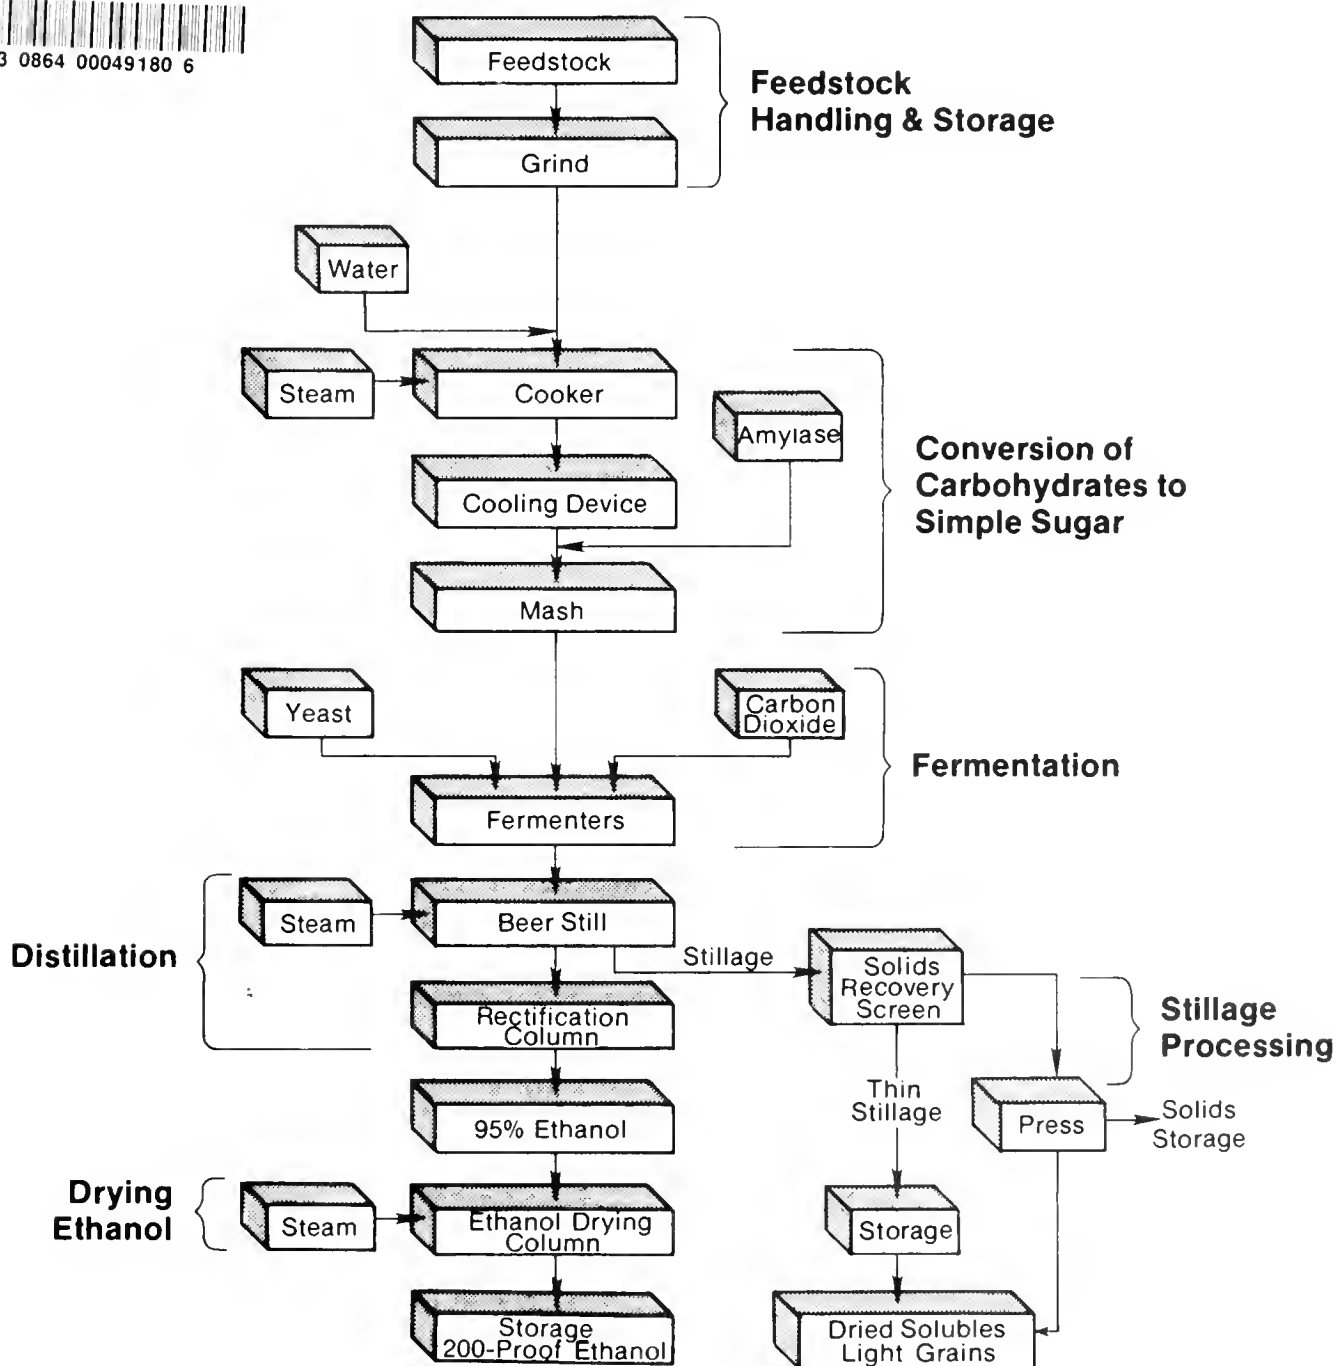 3 0864 00049180 6
Feedstock
Feedstock
Handling & Storage
Grind
Water
Steam
Cooker
Amylase
Conversion of
Carbohydrates to
Simple Sugar
Cooling Device
Mash
Yeast
Carbon
Dioxide
Fermentation
Fermenters
Distillation
Steam
Beer Still
Stillage
Solids
Recovery
Screen
Stillage
Processing
Rectification
Column
Thin
Stillage
Press
Solids
Storage
95% Ethanol
Drying
Ethanol
Steam
Ethanol Drying
Column
Storage
Storage
200-Proof Ethanol
Dried Solubles
Light Grains